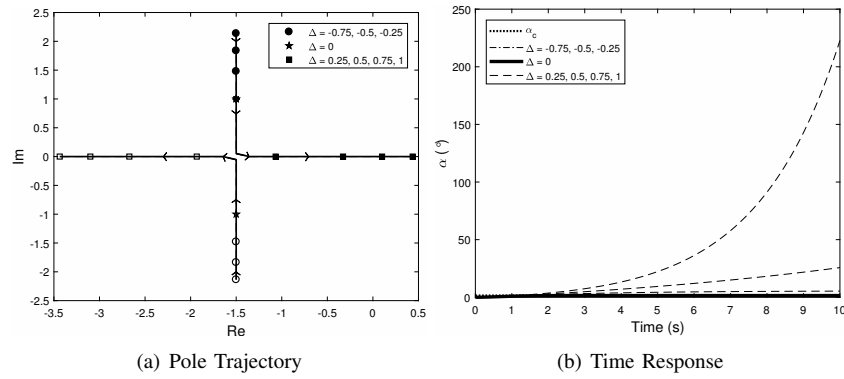 2.5
2
1.5
1
0.5
0
-0.5
-1
-1.5
-2
-2.5
Im
-3.5 -3 -2.5 -2 -1.5 -1 -0.5 0 0.5
Re
Δ = -0.75, -0.5, -0.25
Δ = 0
Δ = 0.25, 0.5, 0.75, 1
(a) Pole Trajectory
250
200
150
100
50
0
α (°)
0 1 2 3 4 5 6 7 8 9 10
Time (s)
α_c
Δ = -0.75, -0.5, -0.25
Δ = 0
Δ = 0.25, 0.5, 0.75, 1
(b) Time Response